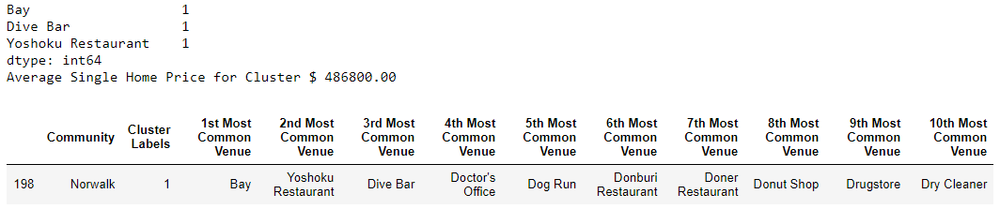 Bay 1
Dive Bar 1
Yoshoku Restaurant 1
dtype: int64
Average Single Home Price for Cluster $ 486800.00
Community Cluster Labels 1st Most Common Venue 2nd Most Common Venue 3rd Most Common Venue 4th Most Common Venue 5th Most Common Venue 6th Most Common Venue 7th Most Common Venue 8th Most Common Venue 9th Most Common Venue 10th Most Common Venue
198 Norwalk 1 Bay Yoshoku Restaurant Dive Bar Doctor's Office Dog Run Donburi Restaurant Doner Restaurant Donut Shop Drugstore Dry Cleaner